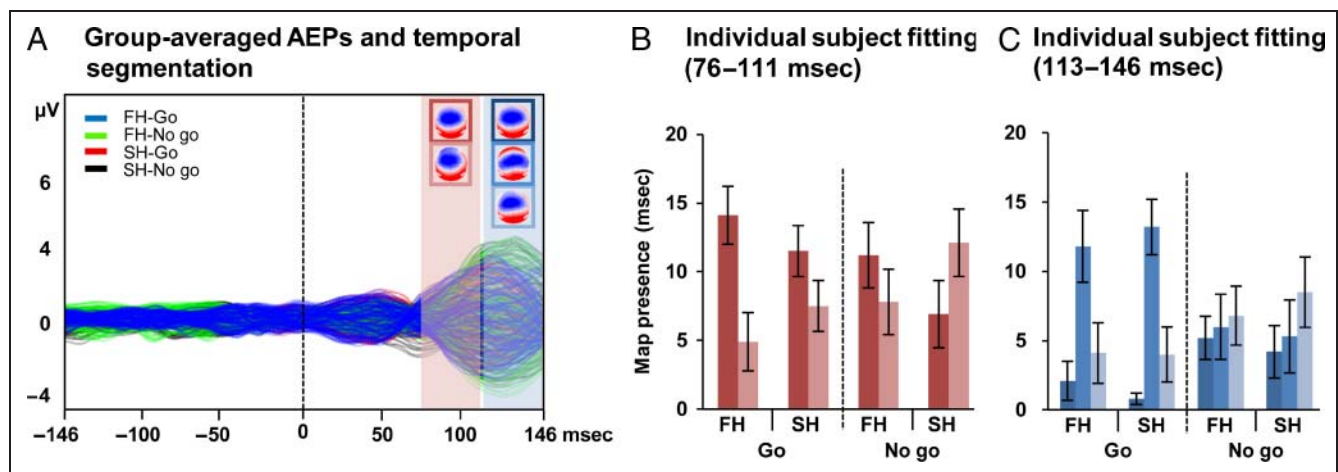 A Group-averaged AEPs and temporal
segmentation
µV
6
4
0
−4
FH-Go
FH-No go
SH-Go
SH-No go
−146 −100 −50 0 50 100 146 msec
B Individual subject fitting
(76–111 msec)
Map presence (msec)
20
15
10
5
0
FH SH FH SH
Go No go
C Individual subject fitting
(113–146 msec)
20
15
10
5
0
FH SH FH SH
Go No go